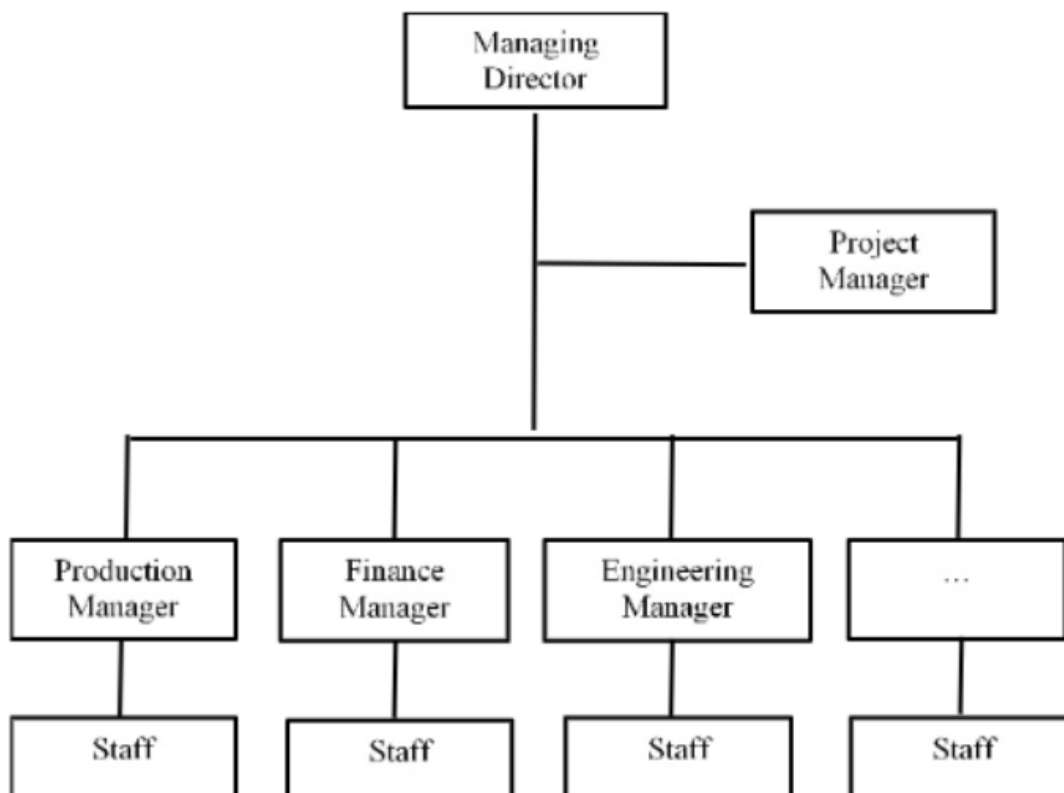 Managing
Director
Project
Manager
Production
Manager
Finance
Manager
Engineering
Manager
...
Staff
Staff
Staff
Staff